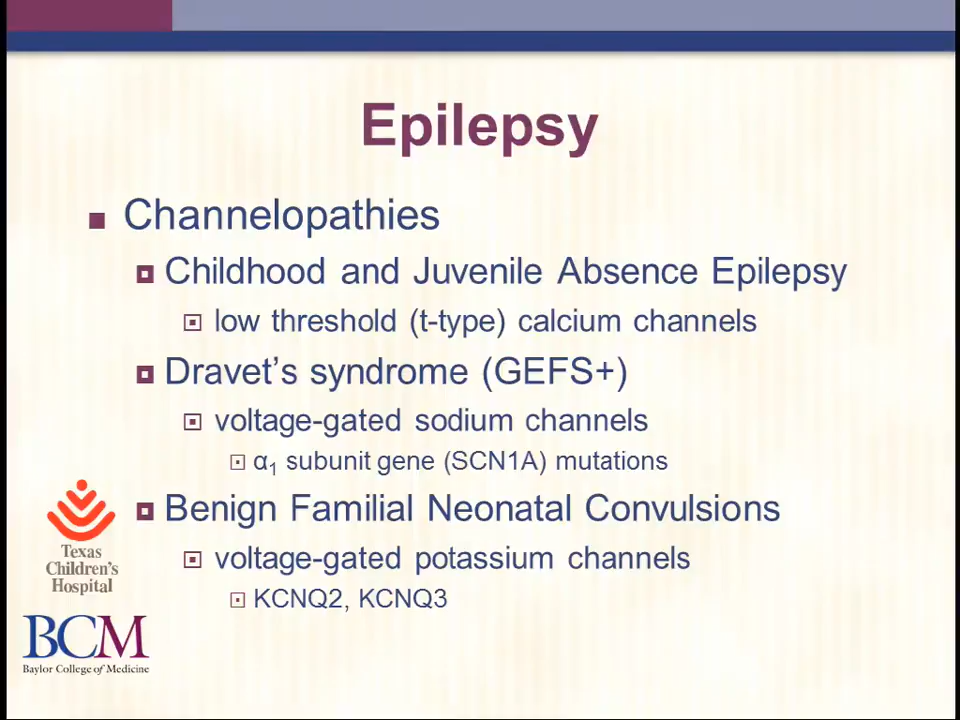 Epilepsy
Channelopathies
Childhood and Juvenile Absence Epilepsy
low threshold (t-type) calcium channels
Dravet’s syndrome (GEFS+)
voltage-gated sodium channels
α₁ subunit gene (SCN1A) mutations
Benign Familial Neonatal Convulsions
voltage-gated potassium channels
KCNQ2, KCNQ3
Texas
Children's
Hospital
BCM
Baylor College of Medicine